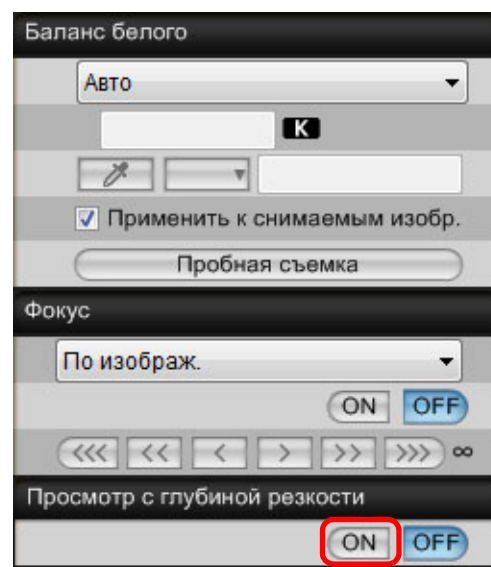 Баланс белого
Авто
K
Применить к снимаемым изобр.
Пробная съемка
Фокус
По изображ.
ON OFF
<<< << < > >> >>> ∞
Просмотр с глубиной резкости
ON OFF